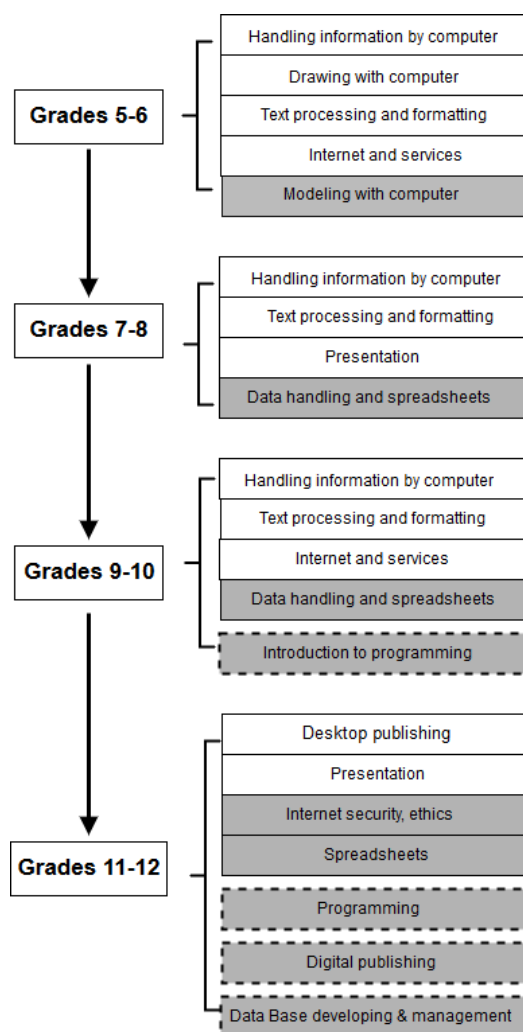 Handling information by computer
Drawing with computer
Grades 5-6
Text processing and formatting
Internet and services
Modeling with computer
Handling information by computer
Text processing and formatting
Grades 7-8
Presentation
Data handling and spreadsheets
Handling information by computer
Text processing and formatting
Internet and services
Grades 9-10
Data handling and spreadsheets
Introduction to programming
Desktop publishing
Presentation
Internet security, ethics
Spreadsheets
Grades 11-12
Programming
Digital publishing
Data Base developing & management